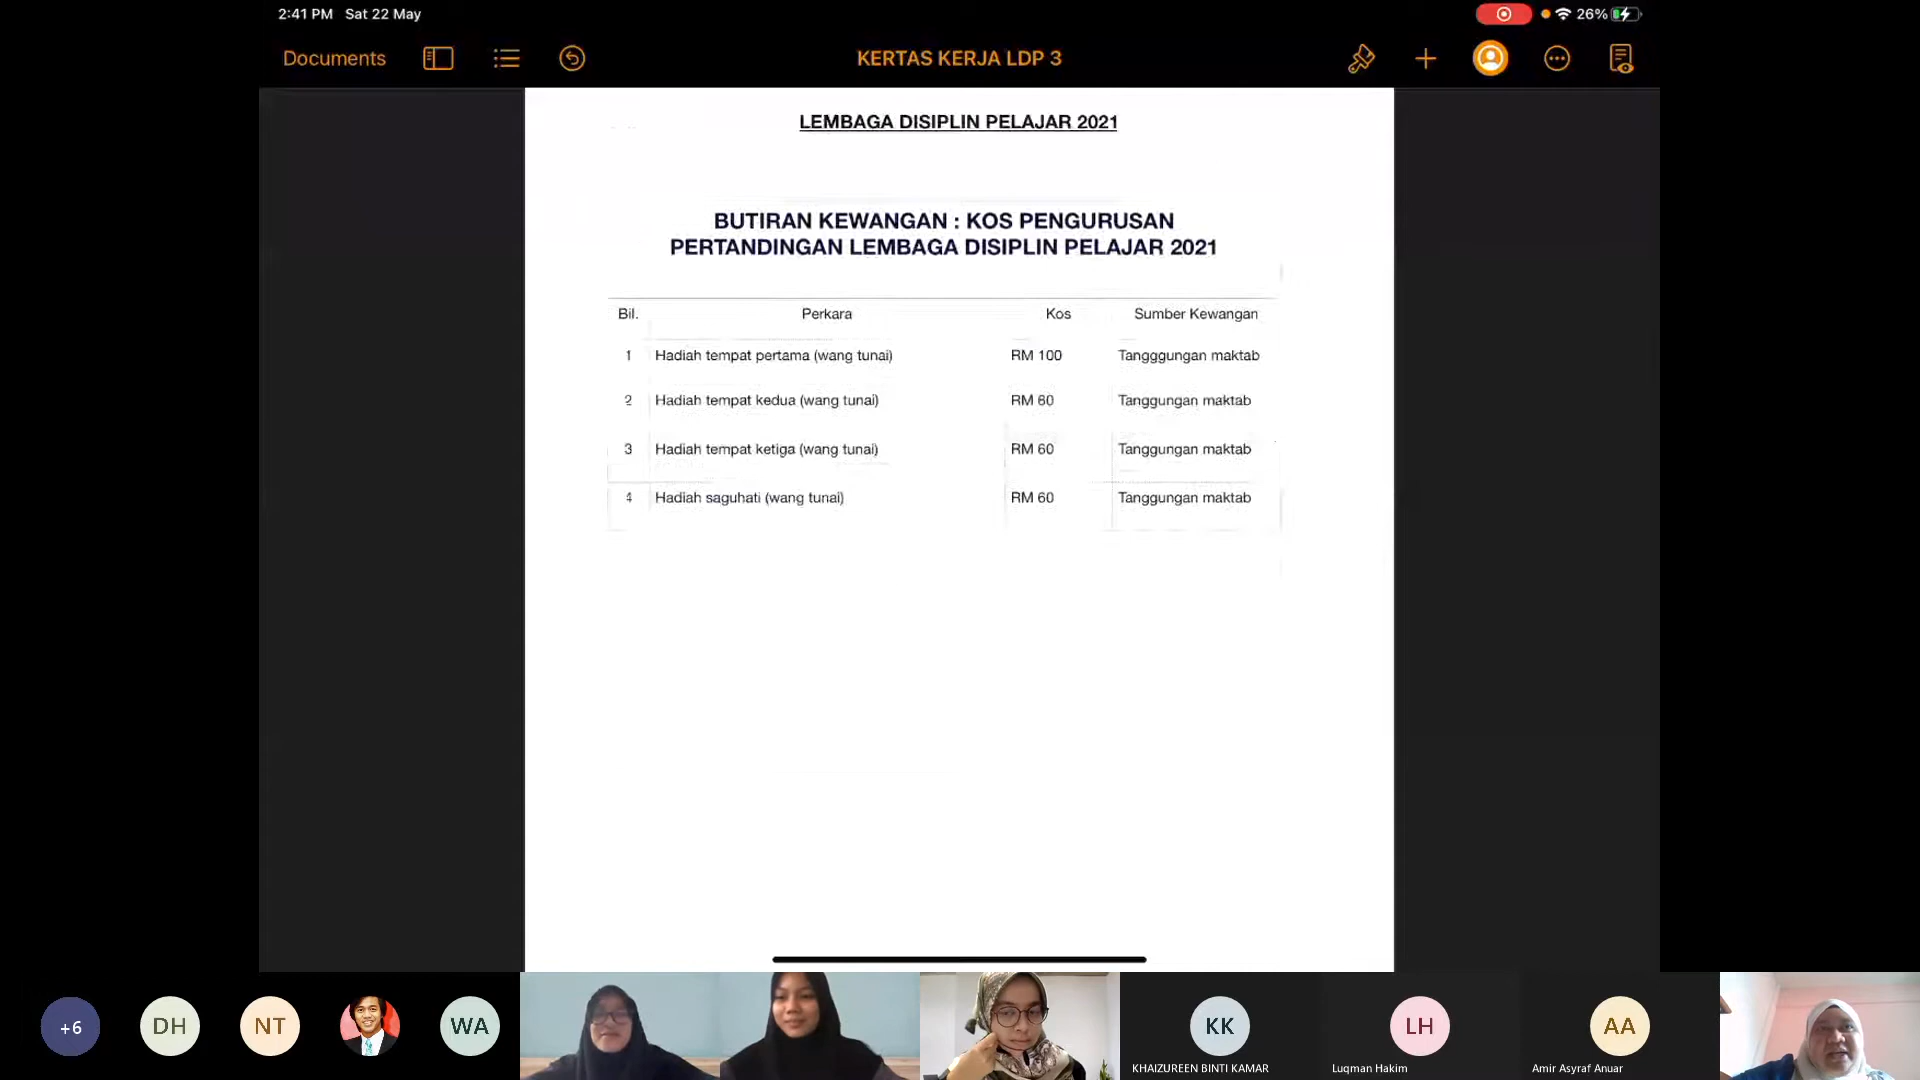 2:41 PM Sat 22 May
26%
Documents
KERTAS KERJA LDP 3
LEMBAGA DISIPLIN PELAJAR 2021
BUTIRAN KEWANGAN : KOS PENGURUSAN
PERTANDINGAN LEMBAGA DISIPLIN PELAJAR 2021
Bil. Perkara Kos Sumber Kewangan
1 Hadiah tempat pertama (wang tunai) RM 100 Tangggungan maktab
2 Hadiah tempat kedua (wang tunai) RM 60 Tanggungan maktab
3 Hadiah tempat ketiga (wang tunai) RM 60 Tanggungan maktab
4 Hadiah saguhati (wang tunai) RM 60 Tanggungan maktab
+6 DH NT WA KK LH AA
KHAIZUREEN BINTI KAMAR Luqman Hakim Amir Asyraf Anuar